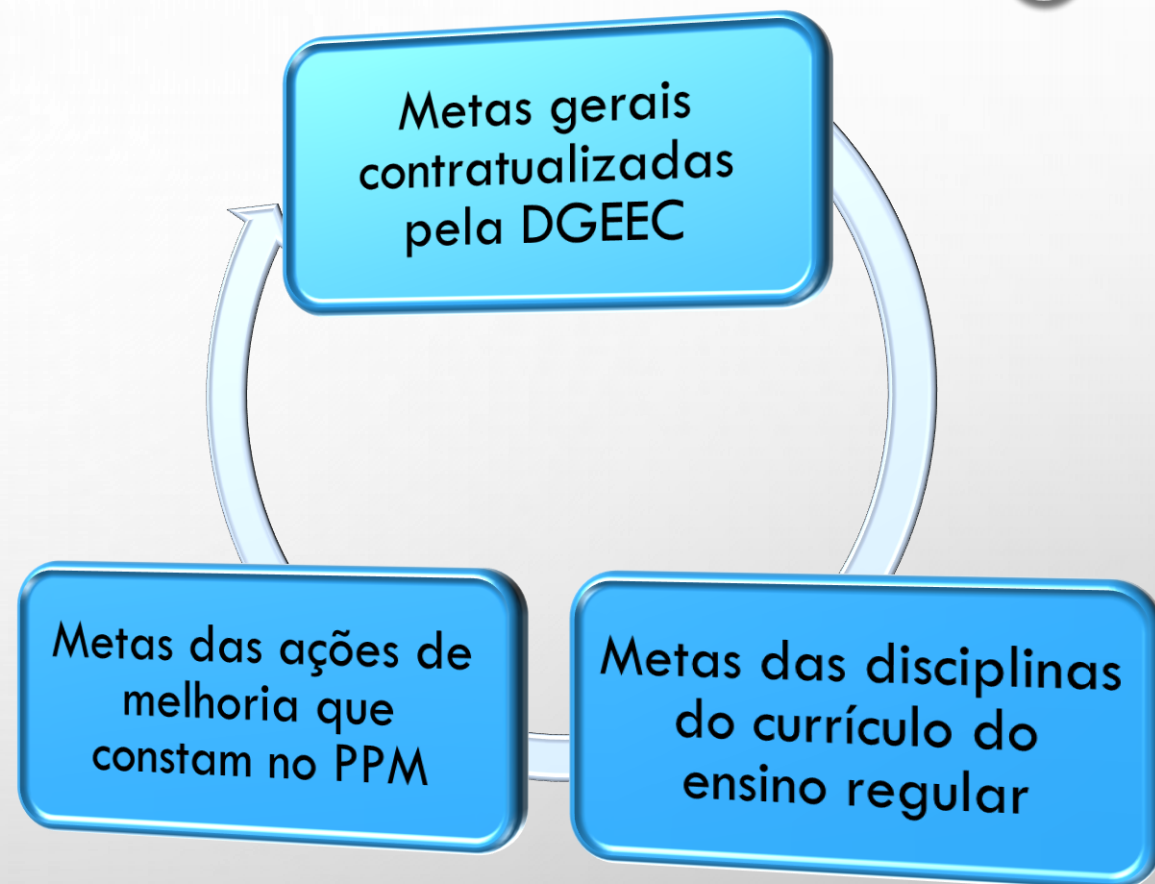 Metas gerais
contratualizadas
pela DGEEC
Metas das ações de
melhoria que
constam no PPM
Metas das disciplinas
do currículo do
ensino regular